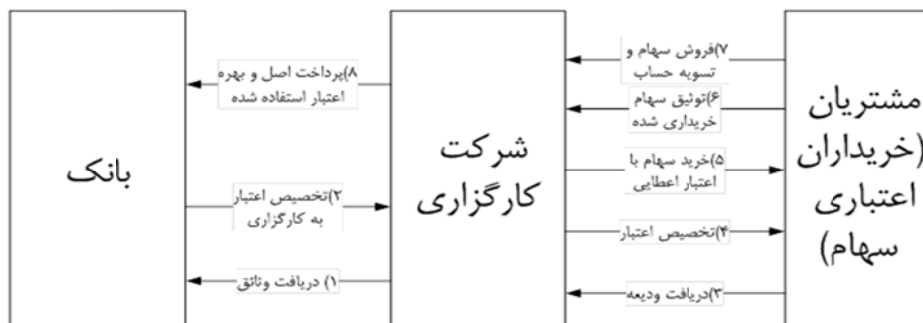 مشتریان
(خریداران
اعتباری
سهام)
شرکت
کارگزاری
بانک
۷)فروش سهام و
تسویه حساب
۶)توثیق سهام
خریداری شده
۵)خرید سهام با
اعتبار اعطایی
۴)تخصیص اعتبار
۳)دریافت ودیعه
۸)پرداخت اصل و بهره
اعتبار استفاده شده
۲)تخصیص اعتبار
به کارگزاری
۱) دریافت وثائق